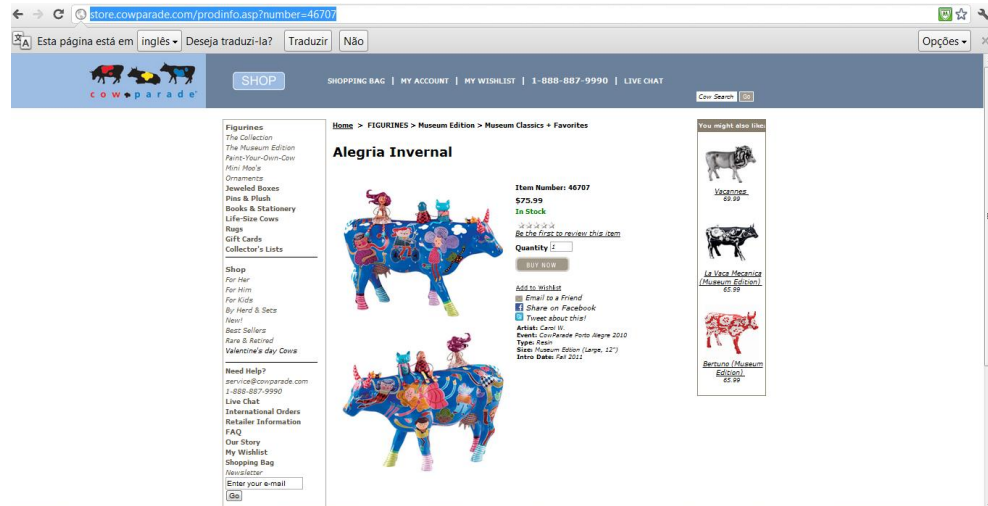 store.cowparade.com/prodinfo.asp?number=46707
Esta página está em inglês Deseja traduzí-la? Traduzir Não Opções
cowparade
SHOP
SHOPPING BAG | MY ACCOUNT | MY WISHLIST | 1-888-887-9990 | LIVE CHAT
Cow Search Go
Figurines
The Collection
The Museum Edition
Paint-Your-Own-Cow
Mini Moo's
Ornaments
Jeweled Boxes
Pins & Plush
Books & Stationery
Life-Size Cows
Rugs
Gift Cards
Collector's Lists
Shop
For Her
For Him
For Kids
By Herd & Sets
New!
Best Sellers
Rare & Retired
Valentine's day Cows
Need Help?
service@cowparade.com
1-888-887-9990
Live Chat
International Orders
Retailer Information
FAQ
Our Story
My Wishlist
Shopping Bag
Newsletter
Enter your e-mail
Go
Home > FIGURINES > Museum Edition > Museum Classics + Favorites
Alegria Invernal
Item Number: 46707
$75.99
In Stock
Be the first to review this item
Quantity 1
BUY NOW
Add to Wishlist
Email to a Friend
Share on Facebook
Tweet about this!
Artist: Carol W.
Event: CowParade Porto Alegre 2010
Type: Resin
Size: Museum Edition (Large, 12")
Intro Date: Fall 2011
You might also like:
Vacannes
69.99
La Vaca Mecanica
(Museum Edition)
65.99
Bertuno (Museum
Edition)
65.99